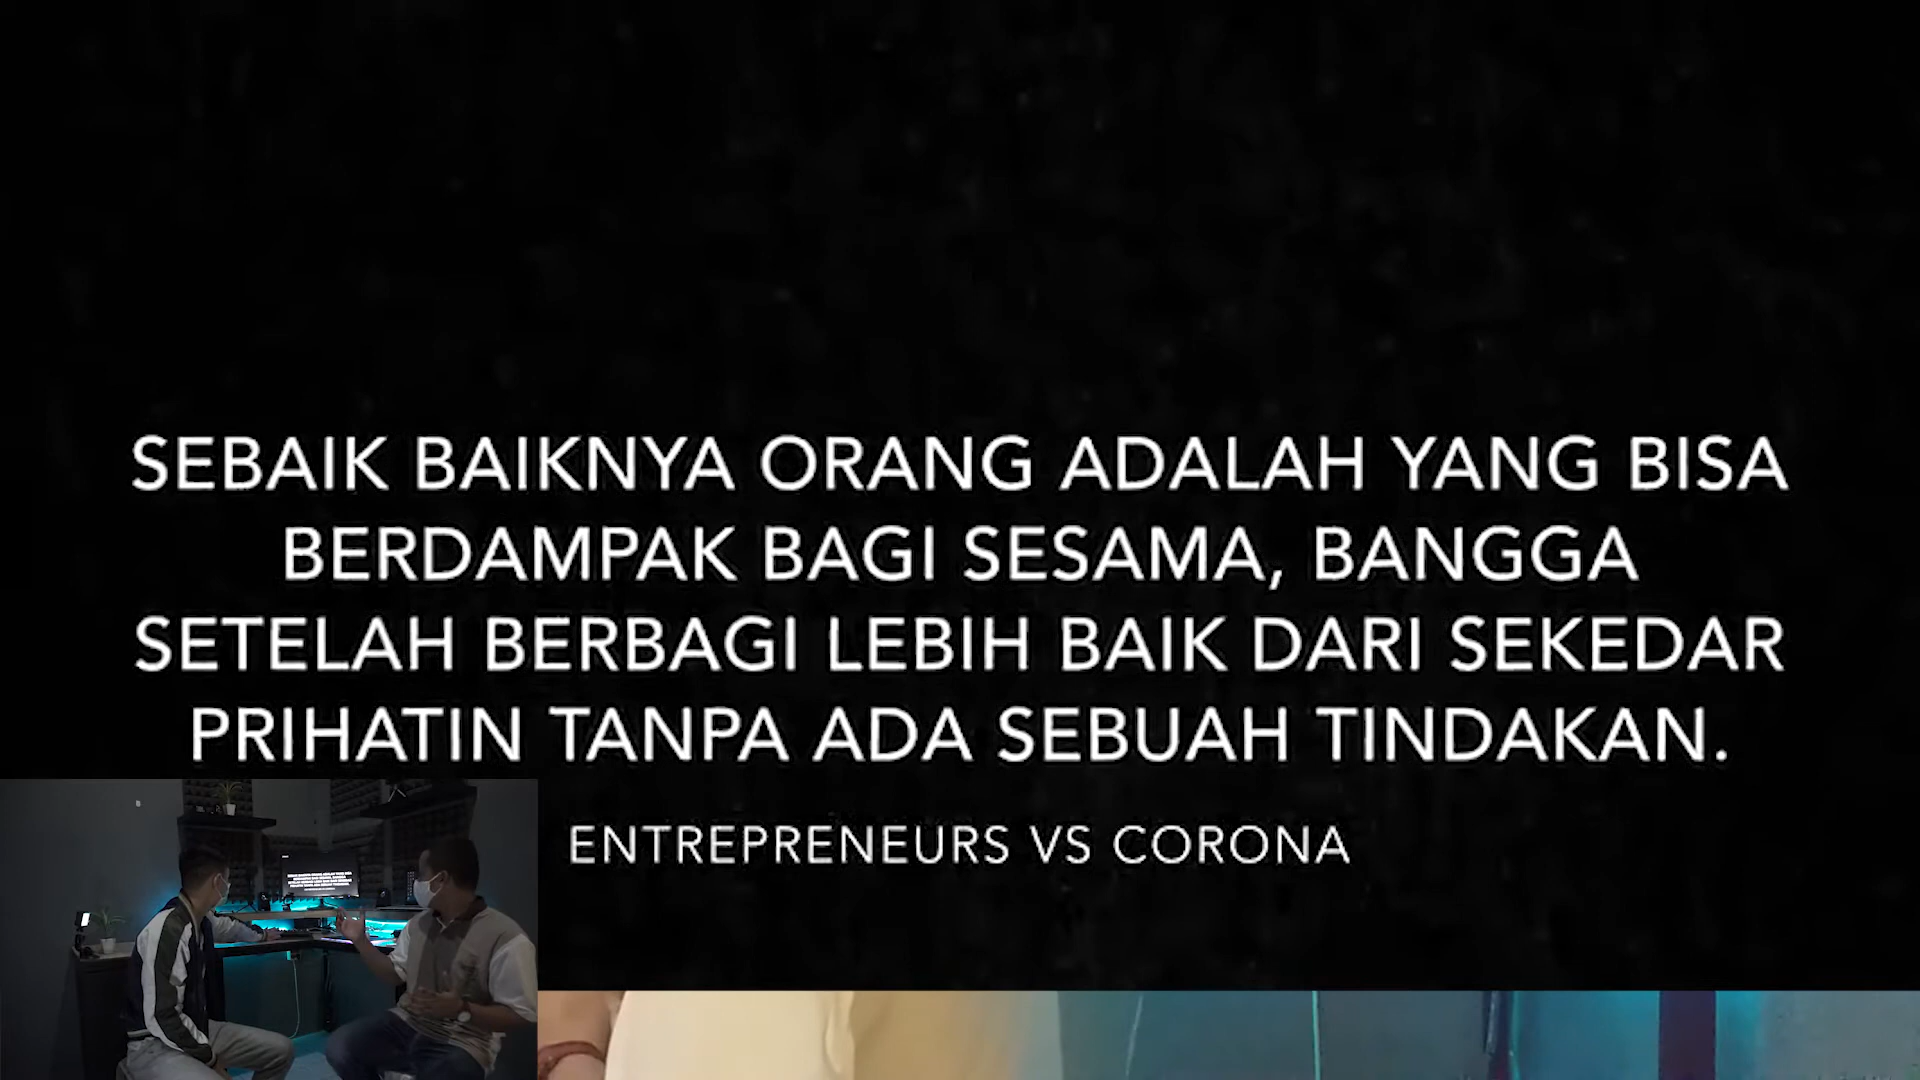 SEBAIK BAIKNYA ORANG ADALAH YANG BISA
BERDAMPAK BAGI SESAMA, BANGGA
SETELAH BERBAGI LEBIH BAIK DARI SEKEDAR
PRIHATIN TANPA ADA SEBUAH TINDAKAN.
ENTREPRENEURS VS CORONA